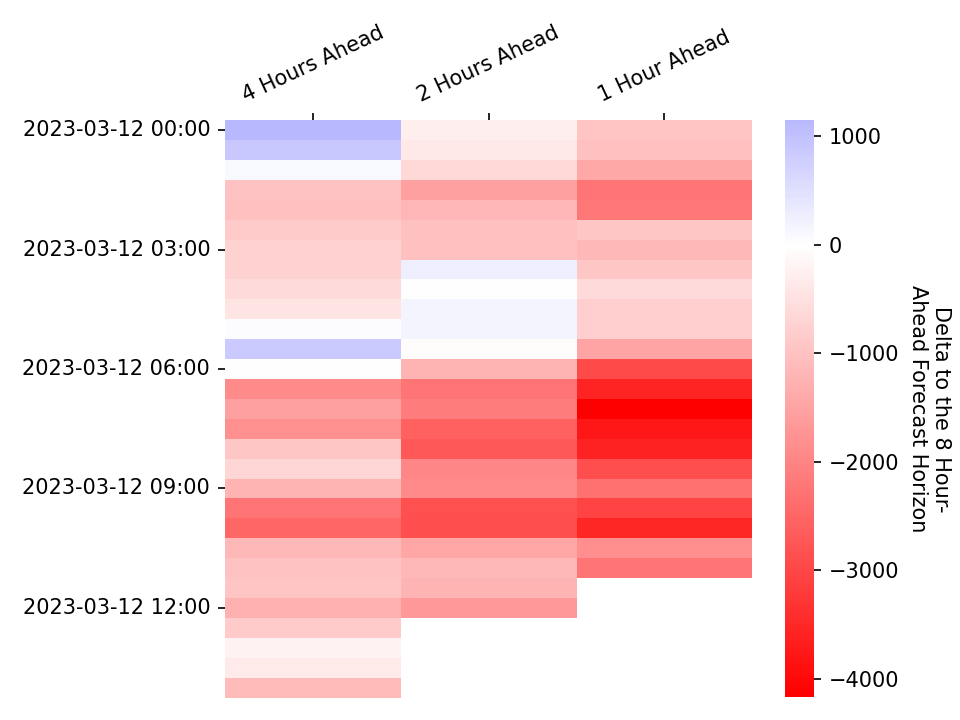 4 Hours Ahead
2 Hours Ahead
1 Hour Ahead
2023-03-12 00:00
2023-03-12 03:00
2023-03-12 06:00
2023-03-12 09:00
2023-03-12 12:00
1000
0
−1000
−2000
−3000
−4000
Delta to the 8 Hour-
Ahead Forecast Horizon